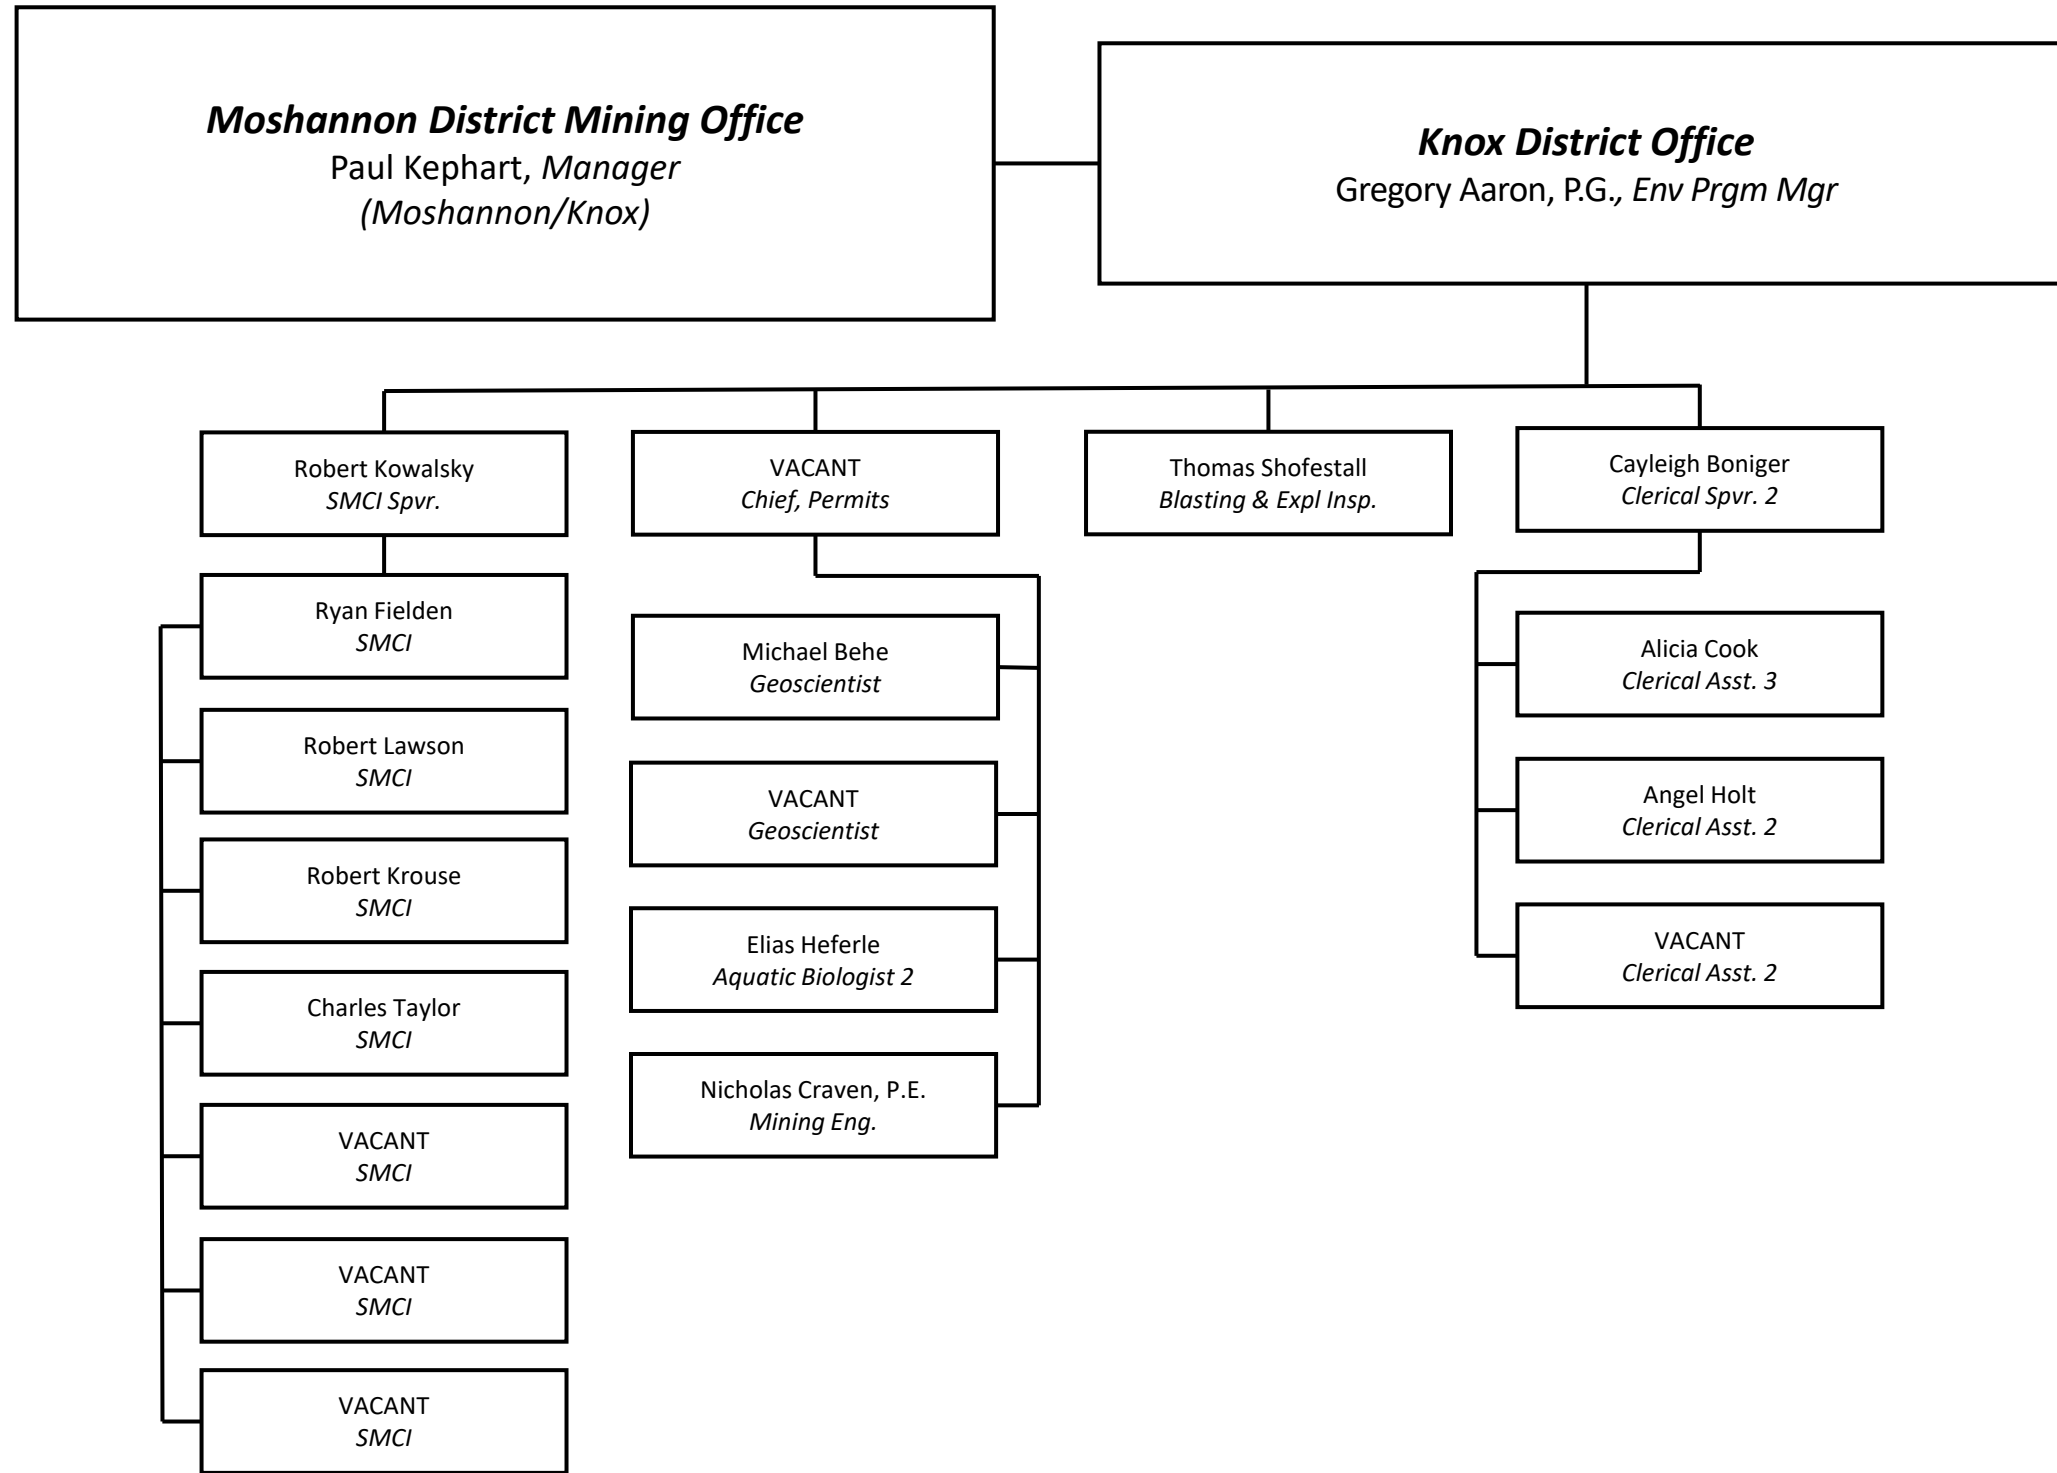 Moshannon District Mining Office
Paul Kephart, Manager
(Moshannon/Knox)
Knox District Office
Gregory Aaron, P.G., Env Prgm Mgr
Robert Kowalsky
SMCI Spvr.
Ryan Fielden
SMCI
Robert Lawson
SMCI
Robert Krouse
SMCI
Charles Taylor
SMCI
VACANT
SMCI
VACANT
SMCI
VACANT
SMCI
VACANT
Chief, Permits
Michael Behe
Geoscientist
VACANT
Geoscientist
Elias Heferle
Aquatic Biologist 2
Nicholas Craven, P.E.
Mining Eng.
Thomas Shofestall
Blasting & Expl Insp.
Cayleigh Boniger
Clerical Spvr. 2
Alicia Cook
Clerical Asst. 3
Angel Holt
Clerical Asst. 2
VACANT
Clerical Asst. 2